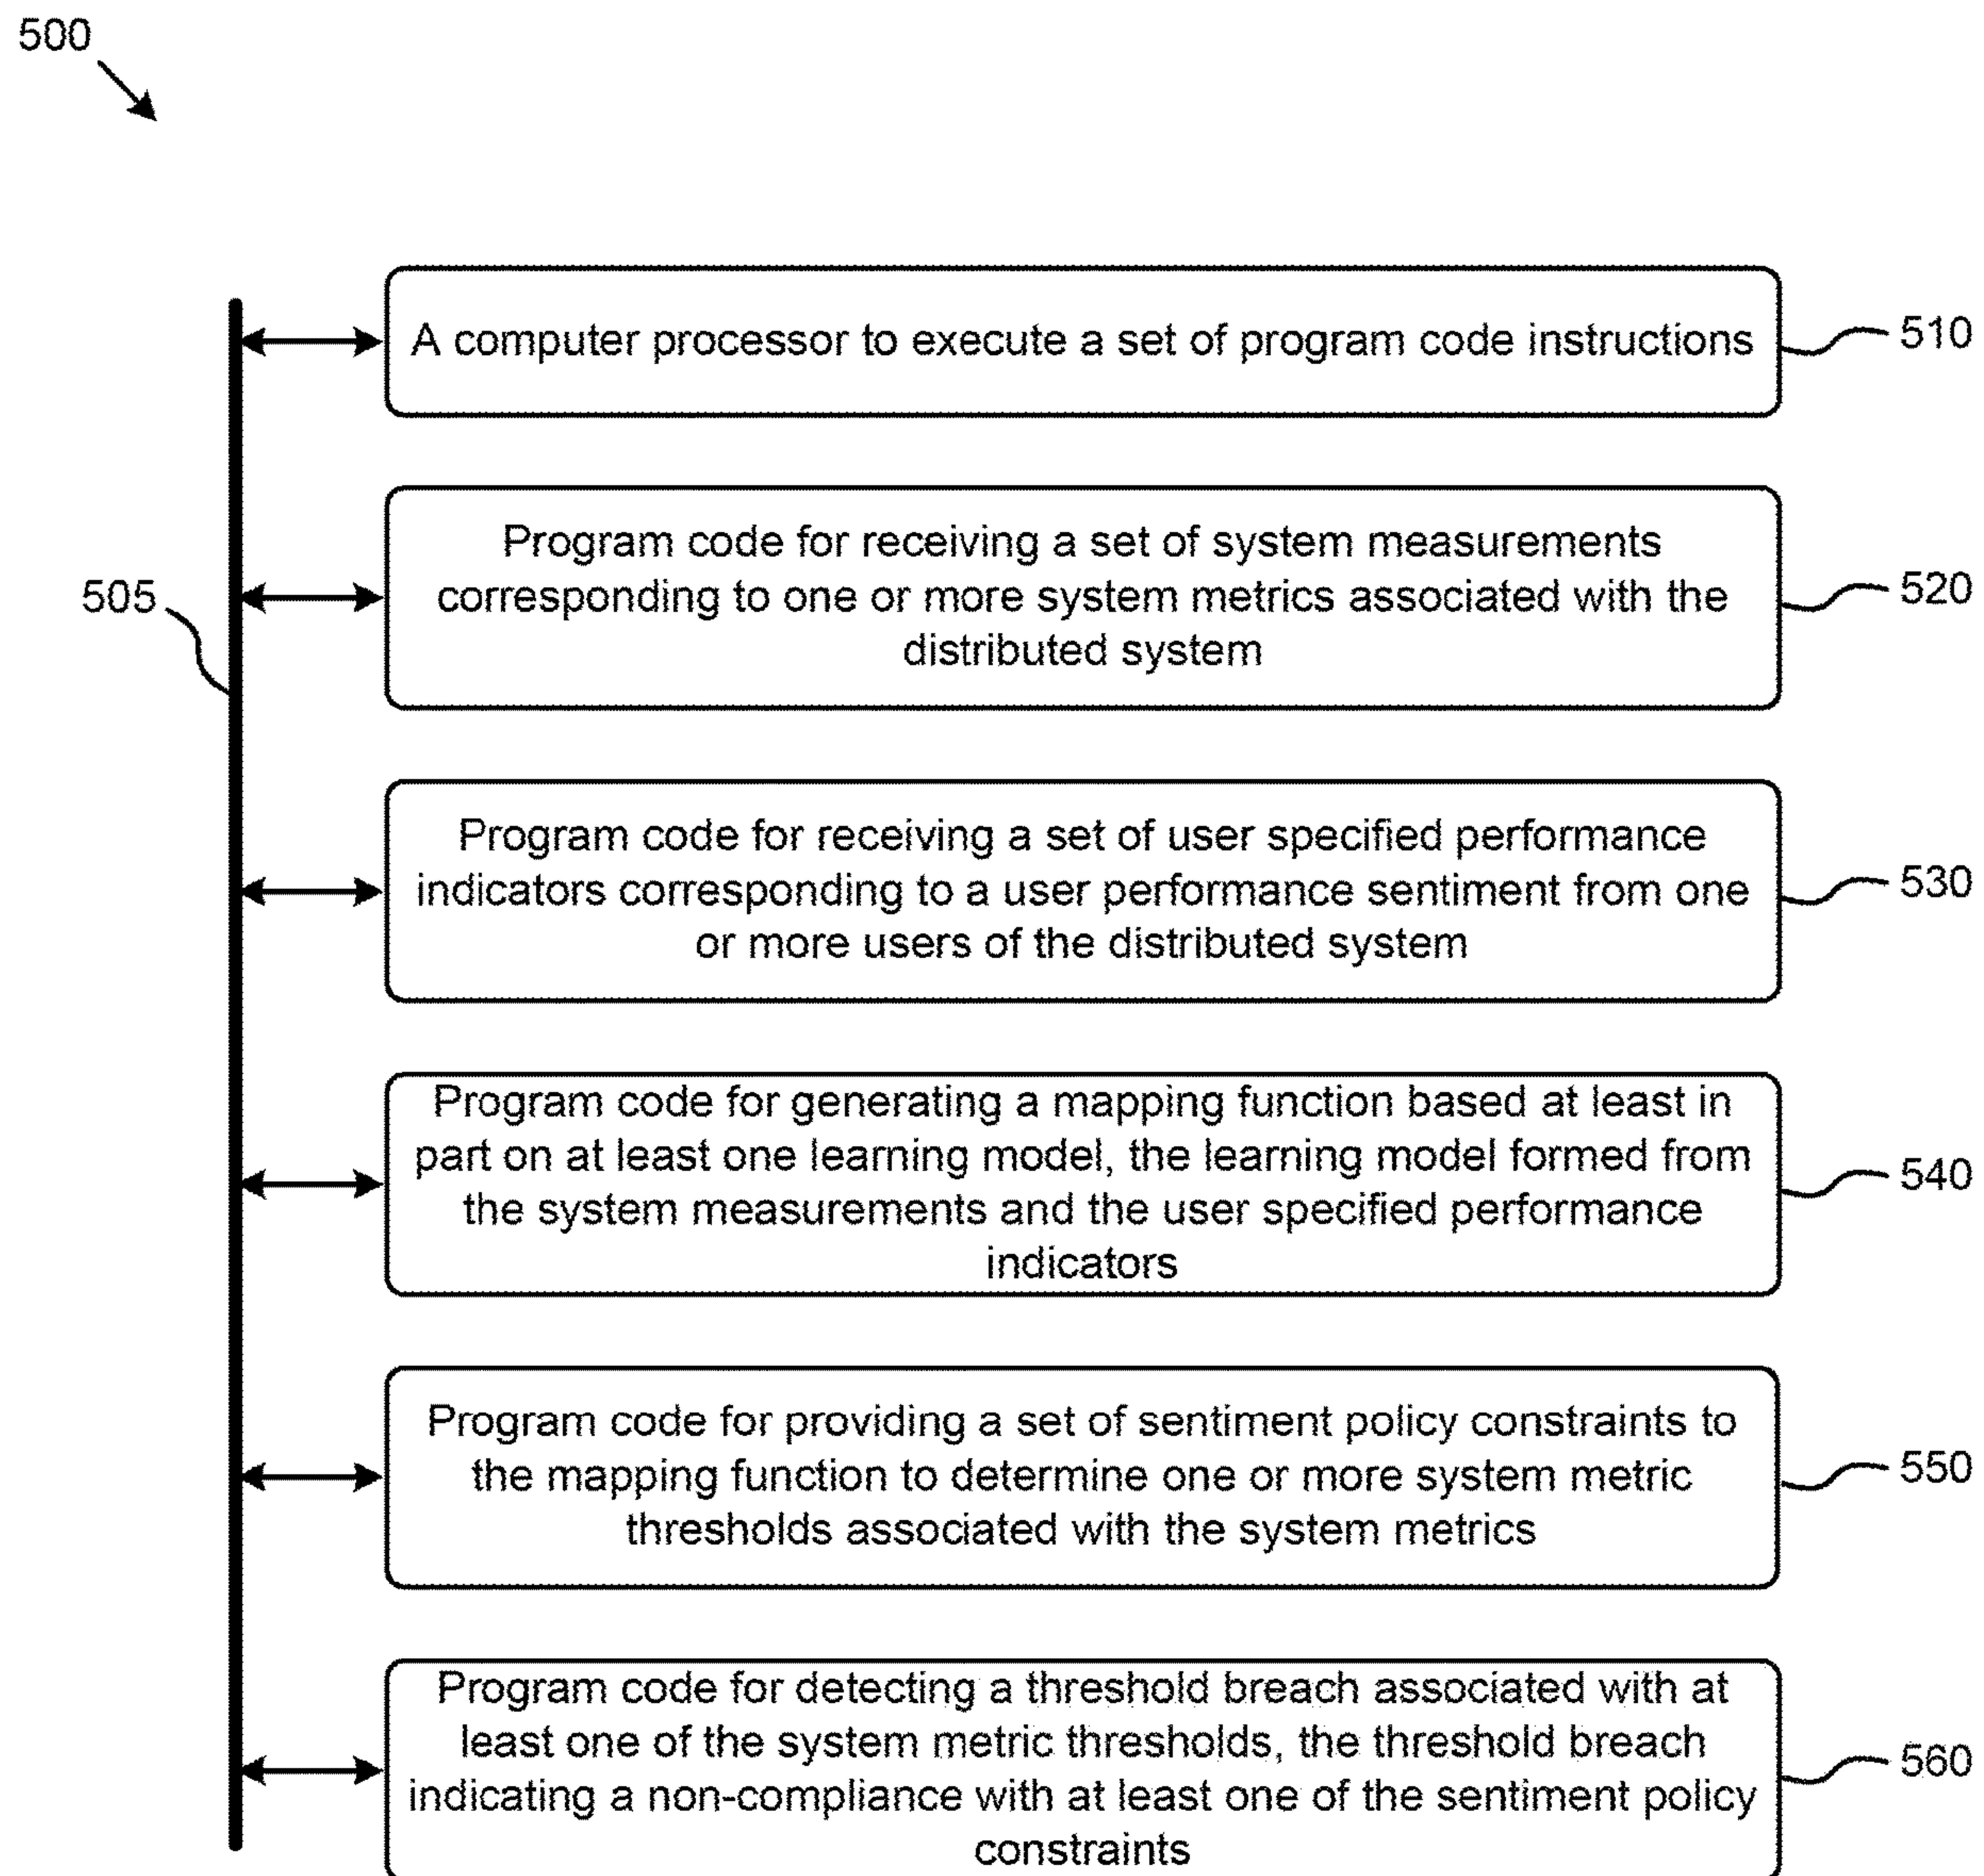 500
A computer processor to execute a set of program code instructions
510
Program code for receiving a set of system measurements
corresponding to one or more system metrics associated with the
distributed system
520
505
Program code for receiving a set of user specified performance
indicators corresponding to a user performance sentiment from one
or more users of the distributed system
530
Program code for generating a mapping function based at least in
part on at least one learning model, the learning model formed from
the system measurements and the user specified performance
indicators
540
Program code for providing a set of sentiment policy constraints to
the mapping function to determine one or more system metric
thresholds associated with the system metrics
550
Program code for detecting a threshold breach associated with at
least one of the system metric thresholds, the threshold breach
indicating a non-compliance with at least one of the sentiment policy
constraints
560